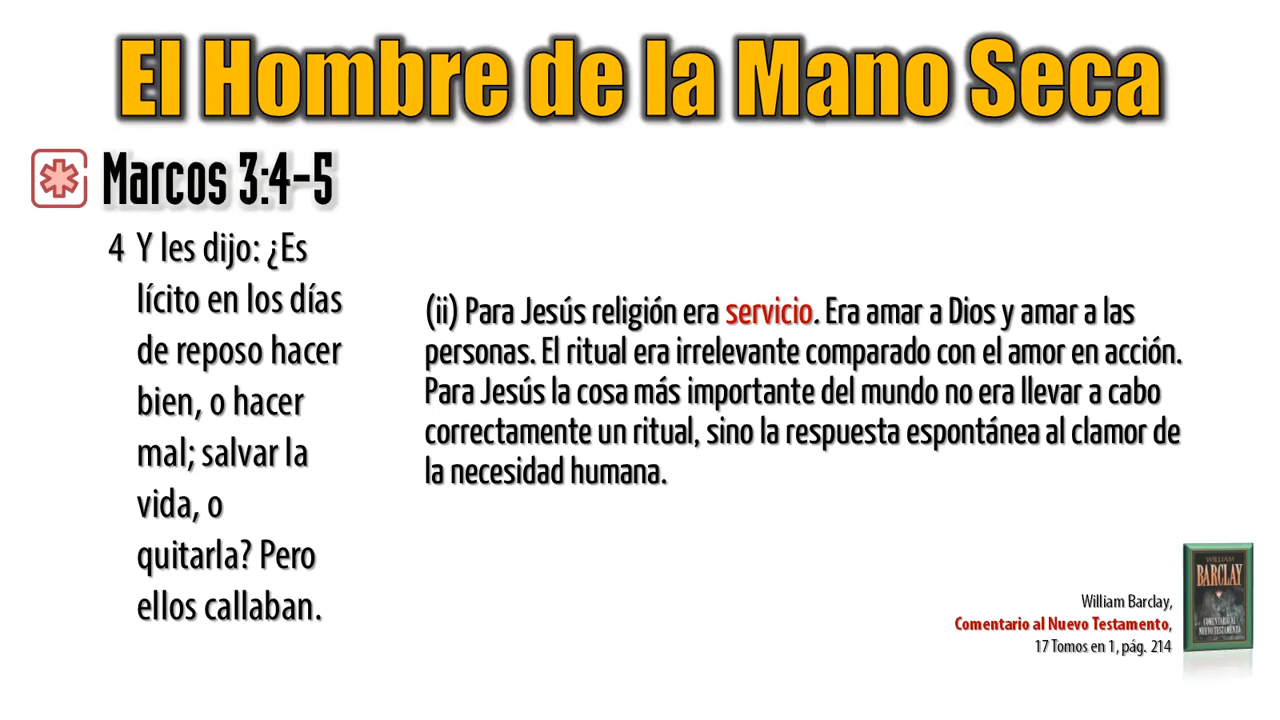 El Hombre de la Mano Seca
Marcos 3:4-5
4 Y les dijo: ¿Es
lícito en los días
de reposo hacer
bien, o hacer
mal; salvar la
vida, o
quitarla? Pero
ellos callaban.
(ii) Para Jesús religión era servicio. Era amar a Dios y amar a las
personas. El ritual era irrelevante comparado con el amor en acción.
Para Jesús la cosa más importante del mundo no era llevar a cabo
correctamente un ritual, sino la respuesta espontánea al clamor de
la necesidad humana.
William Barclay,
Comentario al Nuevo Testamento,
17 Tomos en 1, pág. 214
WILLIAM
BARCLAY
COMENTARIO AL
NUEVO TESTAMENTO